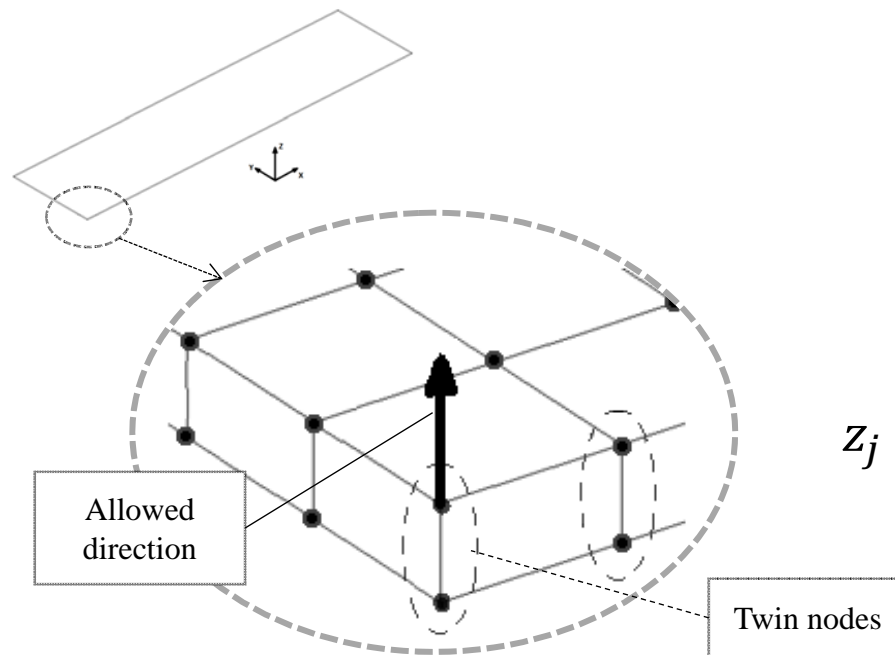 Z
Y
X
z_j
Allowed
direction
Twin nodes